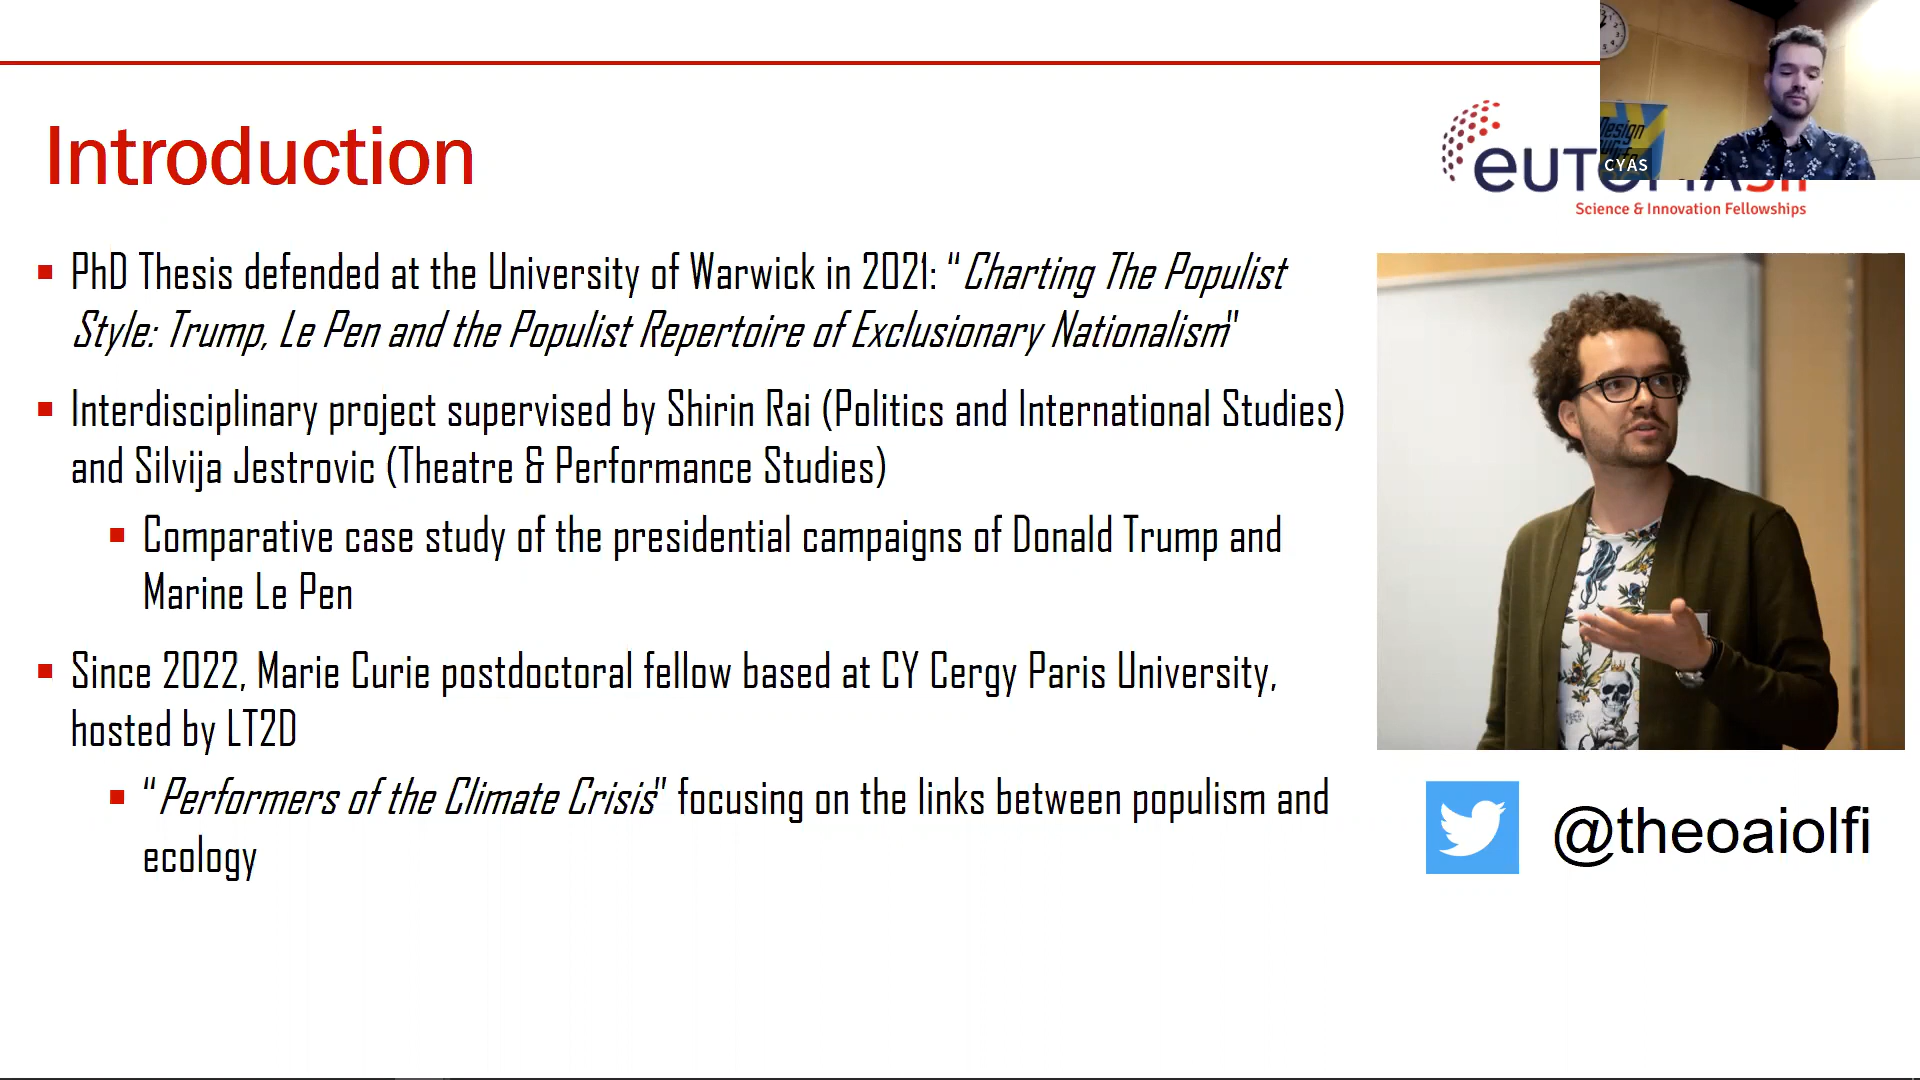 Introduction
PhD Thesis defended at the University of Warwick in 2021: "Charting The Populist
Style: Trump, Le Pen and the Populist Repertoire of Exclusionary Nationalism"
Interdisciplinary project supervised by Shirin Rai (Politics and International Studies)
and Silvija Jestrovic (Theatre & Performance Studies)
Comparative case study of the presidential campaigns of Donald Trump and
Marine Le Pen
Since 2022, Marie Curie postdoctoral fellow based at CY Cergy Paris University,
hosted by LT2D
"Performers of the Climate Crisis" focusing on the links between populism and
ecology
Design
CYAS
Science & Innovation Fellowships
@theoaiolfi